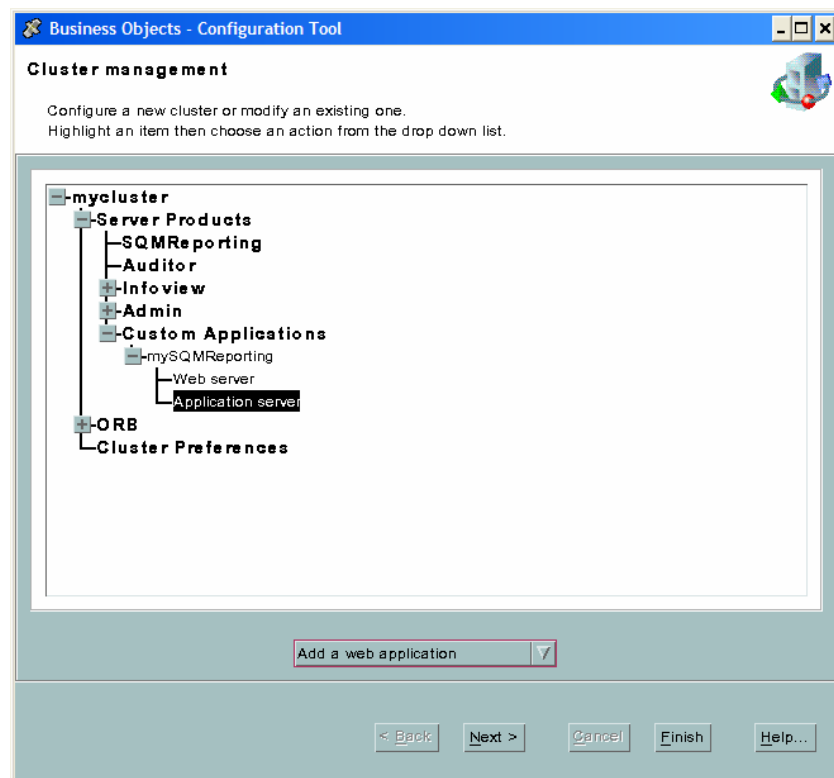 Business Objects - Configuration Tool
Cluster management
Configure a new cluster or modify an existing one.
Highlight an item then choose an action from the drop down list.
mycluster
Server Products
SQMReporting
Auditor
Infoview
Admin
Custom Applications
mySQMReporting
Web server
Application server
ORB
Cluster Preferences
Add a web application
< Back Next > Cancel Finish Help...